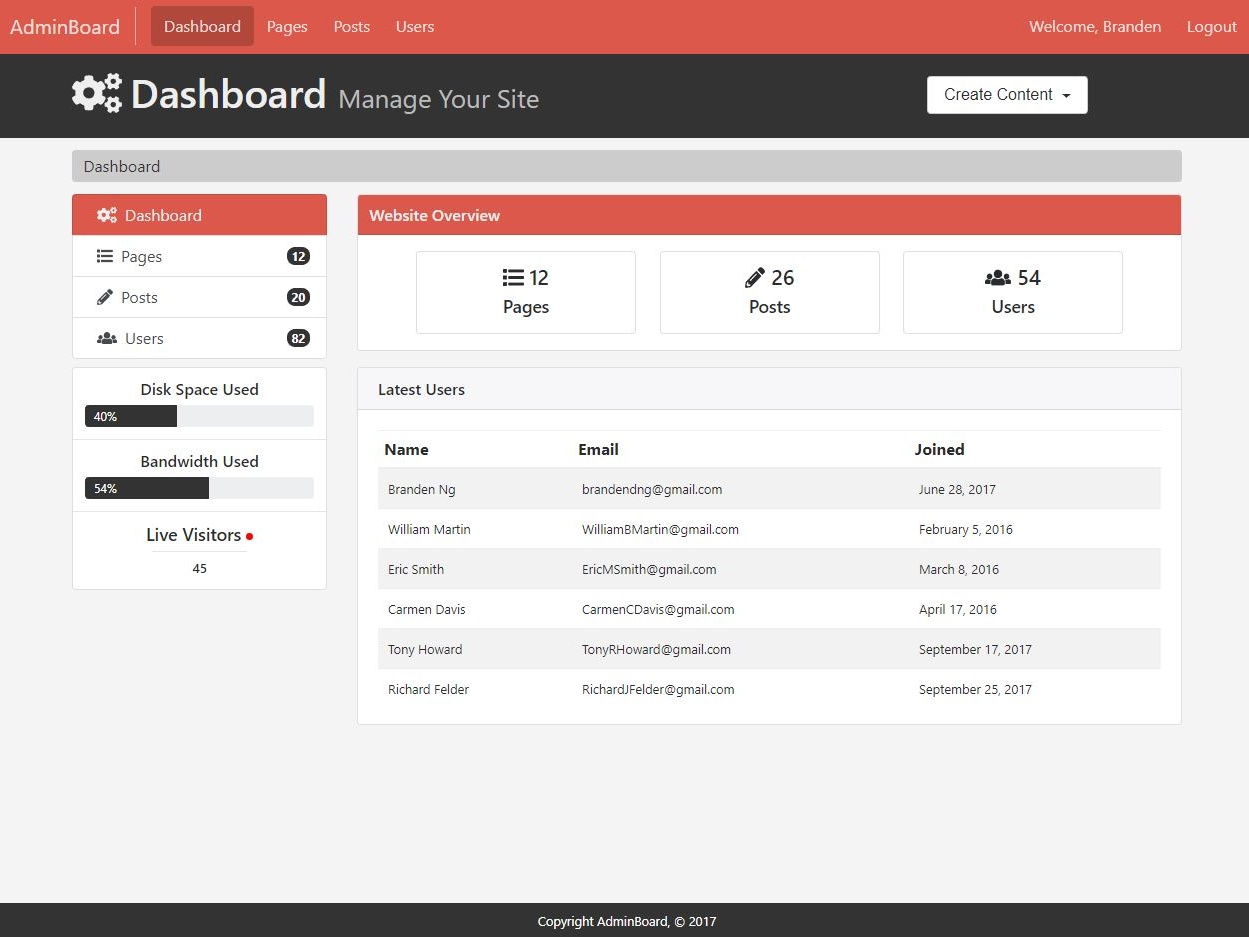 AdminBoard Dashboard Pages Posts Users Welcome, Branden Logout
Dashboard Manage Your Site Create Content
Dashboard
Dashboard
Pages 12
Posts 20
Users 82
Disk Space Used
40%
Bandwidth Used
54%
Live Visitors
45
Website Overview
12 26 54
Pages Posts Users
Latest Users
Name Email Joined
Branden Ng brandendng@gmail.com June 28, 2017
William Martin WilliamBMartin@gmail.com February 5, 2016
Eric Smith EricMSmith@gmail.com March 8, 2016
Carmen Davis CarmenCDavis@gmail.com April 17, 2016
Tony Howard TonyRHoward@gmail.com September 17, 2017
Richard Felder RichardJFelder@gmail.com September 25, 2017
Copyright AdminBoard, © 2017